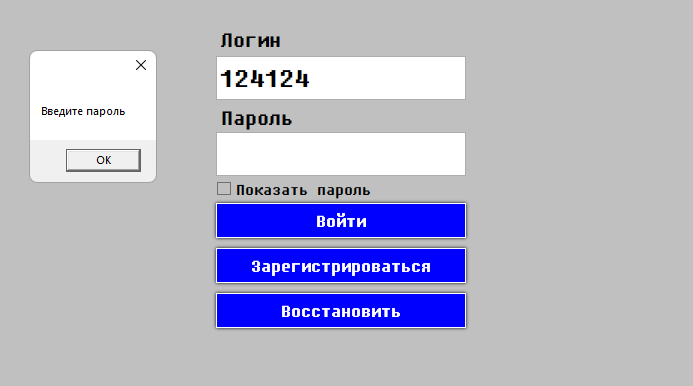 Логин
124124
Введите пароль
OK
Пароль
Показать пароль
Войти
Зарегистрироваться
Восстановить